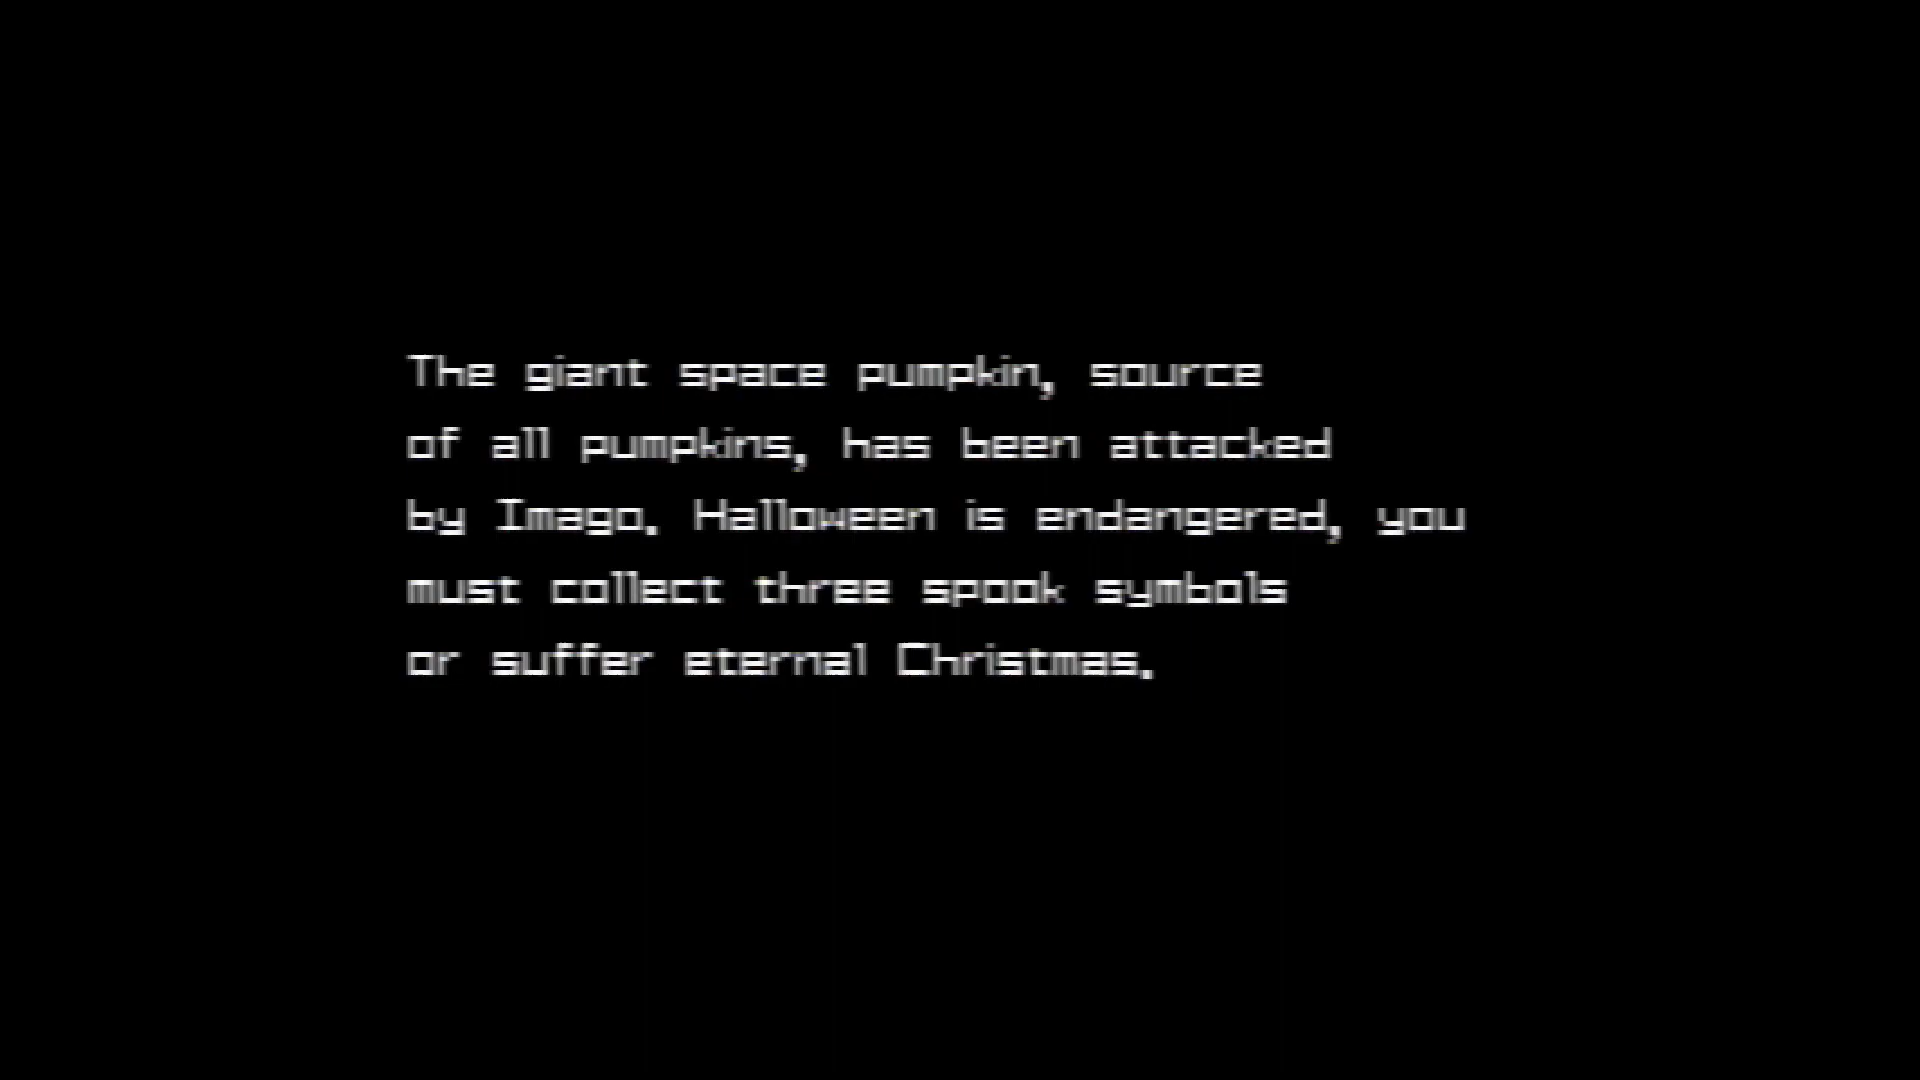 The giant space pumpkin, source
of all pumpkins, has been attacked
by Imago. Halloween is endangered, you
must collect three spook symbols
or suffer eternal Christmas.